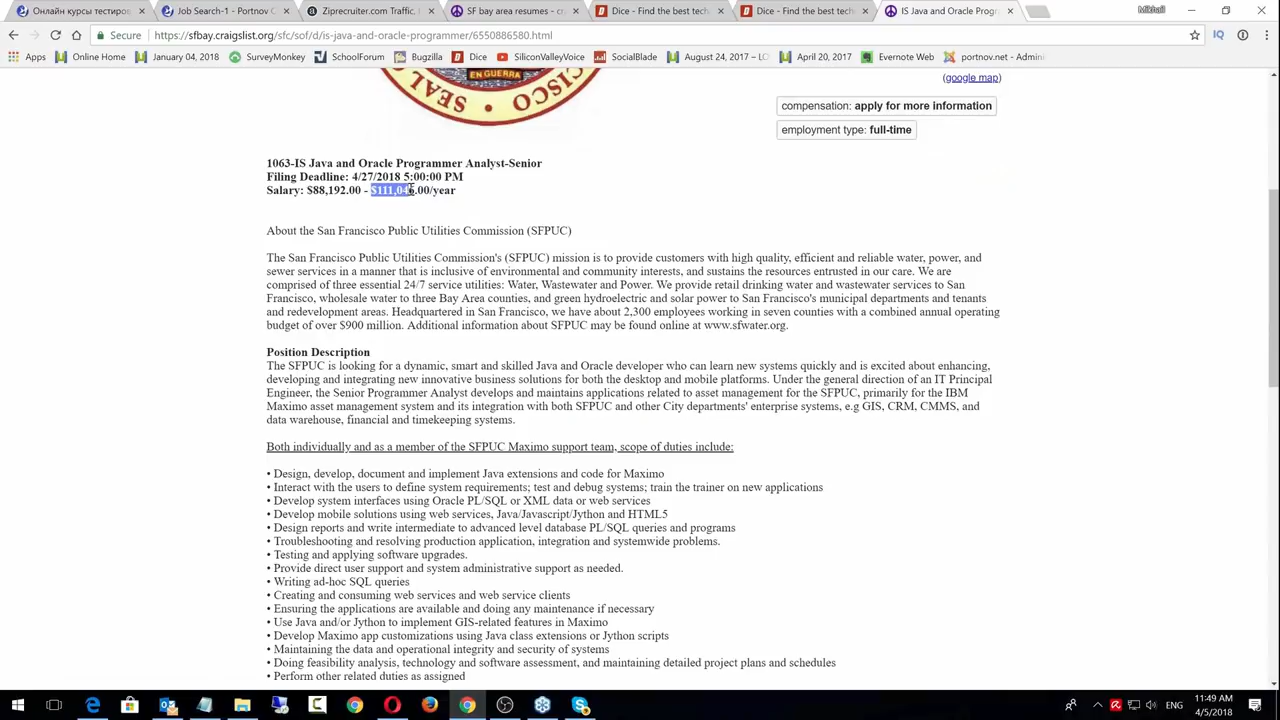 Онлайн курсы тестиров
Job Search-1 - Portnov C
Ziprecruiter.com Traffic,
SF bay area resumes - cr
Dice - Find the best tech
Dice - Find the best tech
IS Java and Oracle Progr
Mikhail
Secure
https://sfbay.craigslist.org/sfc/sof/d/is-java-and-oracle-programmer/6550886580.html
Apps
Online Home
January 04, 2018
SurveyMonkey
SchoolForum
Bugzilla
Dice
SiliconValleyVoice
SocialBlade
August 24, 2017 – LO
April 20, 2017
Evernote Web
portnov.net - Admini
EN GUERRA
SEAL
(google map)
compensation: apply for more information
employment type: full-time
1063-IS Java and Oracle Programmer Analyst-Senior
Filing Deadline: 4/27/2018 5:00:00 PM
Salary: $88,192.00 - $111,046.00/year
About the San Francisco Public Utilities Commission (SFPUC)
The San Francisco Public Utilities Commission's (SFPUC) mission is to provide customers with high quality, efficient and reliable water, power, and
sewer services in a manner that is inclusive of environmental and community interests, and sustains the resources entrusted in our care. We are
comprised of three essential 24/7 service utilities: Water, Wastewater and Power. We provide retail drinking water and wastewater services to San
Francisco, wholesale water to three Bay Area counties, and green hydroelectric and solar power to San Francisco's municipal departments and tenants
and redevelopment areas. Headquartered in San Francisco, we have about 2,300 employees working in seven counties with a combined annual operating
budget of over $900 million. Additional information about SFPUC may be found online at www.sfwater.org.
Position Description
The SFPUC is looking for a dynamic, smart and skilled Java and Oracle developer who can learn new systems quickly and is excited about enhancing,
developing and integrating new innovative business solutions for both the desktop and mobile platforms. Under the general direction of an IT Principal
Engineer, the Senior Programmer Analyst develops and maintains applications related to asset management for the SFPUC, primarily for the IBM
Maximo asset management system and its integration with both SFPUC and other City departments' enterprise systems, e.g GIS, CRM, CMMS, and
data warehouse, financial and timekeeping systems.
Both individually and as a member of the SFPUC Maximo support team, scope of duties include:
• Design, develop, document and implement Java extensions and code for Maximo
• Interact with the users to define system requirements; test and debug systems; train the trainer on new applications
• Develop system interfaces using Oracle PL/SQL or XML data or web services
• Develop mobile solutions using web services, Java/Javascript/Jython and HTML5
• Design reports and write intermediate to advanced level database PL/SQL queries and programs
• Troubleshooting and resolving production application, integration and systemwide problems.
• Testing and applying software upgrades.
• Provide direct user support and system administrative support as needed.
• Writing ad-hoc SQL queries
• Creating and consuming web services and web service clients
• Ensuring the applications are available and doing any maintenance if necessary
• Use Java and/or Jython to implement GIS-related features in Maximo
• Develop Maximo app customizations using Java class extensions or Jython scripts
• Maintaining the data and operational integrity and security of systems
• Doing feasibility analysis, technology and software assessment, and maintaining detailed project plans and schedules
• Perform other related duties as assigned
ENG
11:49 AM
4/5/2018